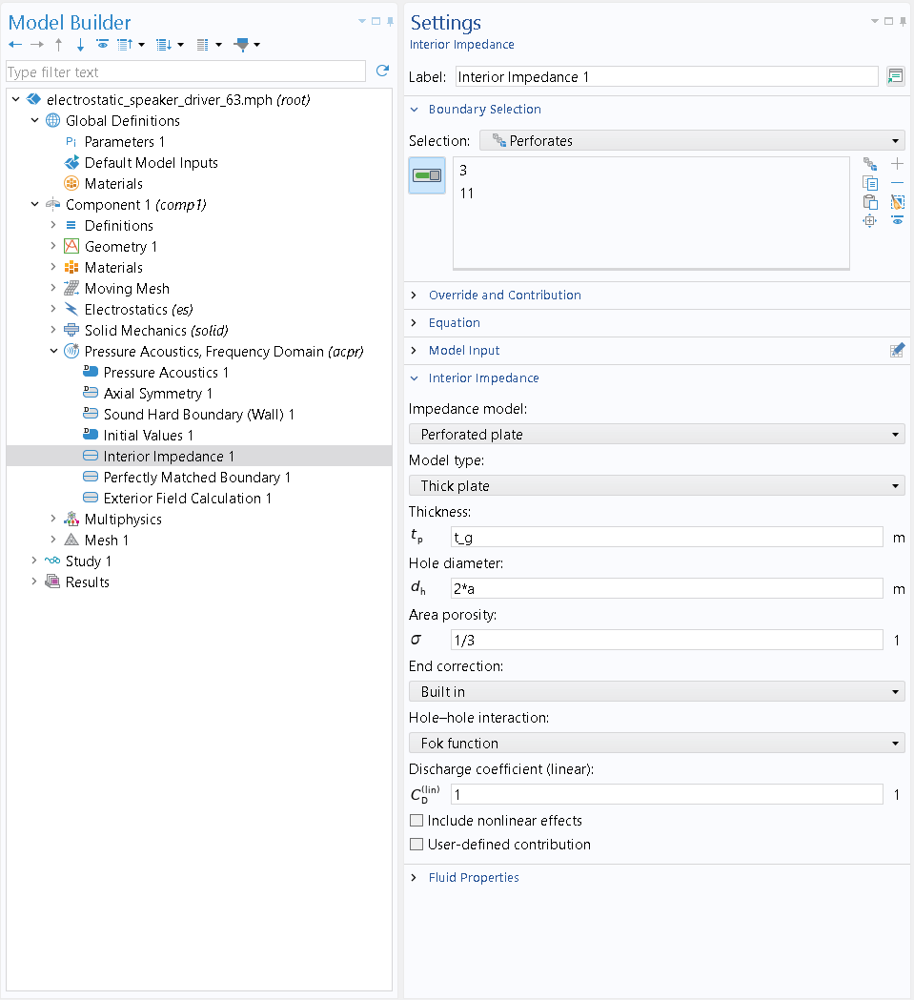 Model Builder
Type filter text
electrostatic_speaker_driver_63.mph (root)
Global Definitions
Pi Parameters 1
Default Model Inputs
Materials
Component 1 (comp1)
Definitions
Geometry 1
Materials
Moving Mesh
Electrostatics (es)
Solid Mechanics (solid)
Pressure Acoustics, Frequency Domain (acpr)
D Pressure Acoustics 1
D Axial Symmetry 1
D Sound Hard Boundary (Wall) 1
D Initial Values 1
Interior Impedance 1
Perfectly Matched Boundary 1
Exterior Field Calculation 1
Multiphysics
Mesh 1
Study 1
Results
Settings
Interior Impedance
Label: Interior Impedance 1
Boundary Selection
Selection: Perforates
3
11
Override and Contribution
Equation
Model Input
Interior Impedance
Impedance model:
Perforated plate
Model type:
Thick plate
Thickness:
tp t_g m
Hole diameter:
dh 2*a m
Area porosity:
σ 1/3 1
End correction:
Built in
Hole–hole interaction:
Fok function
Discharge coefficient (linear):
C_D^(lin) 1 1
Include nonlinear effects
User-defined contribution
Fluid Properties